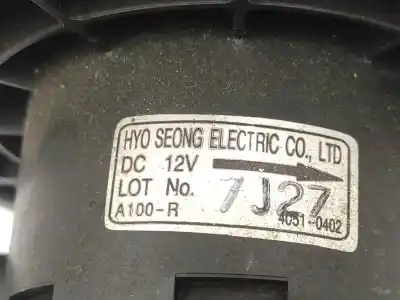 HYO SEONG ELECTRIC CO., LTD
DC 12V
LOT No. 7J27
A100-R 4051-0402